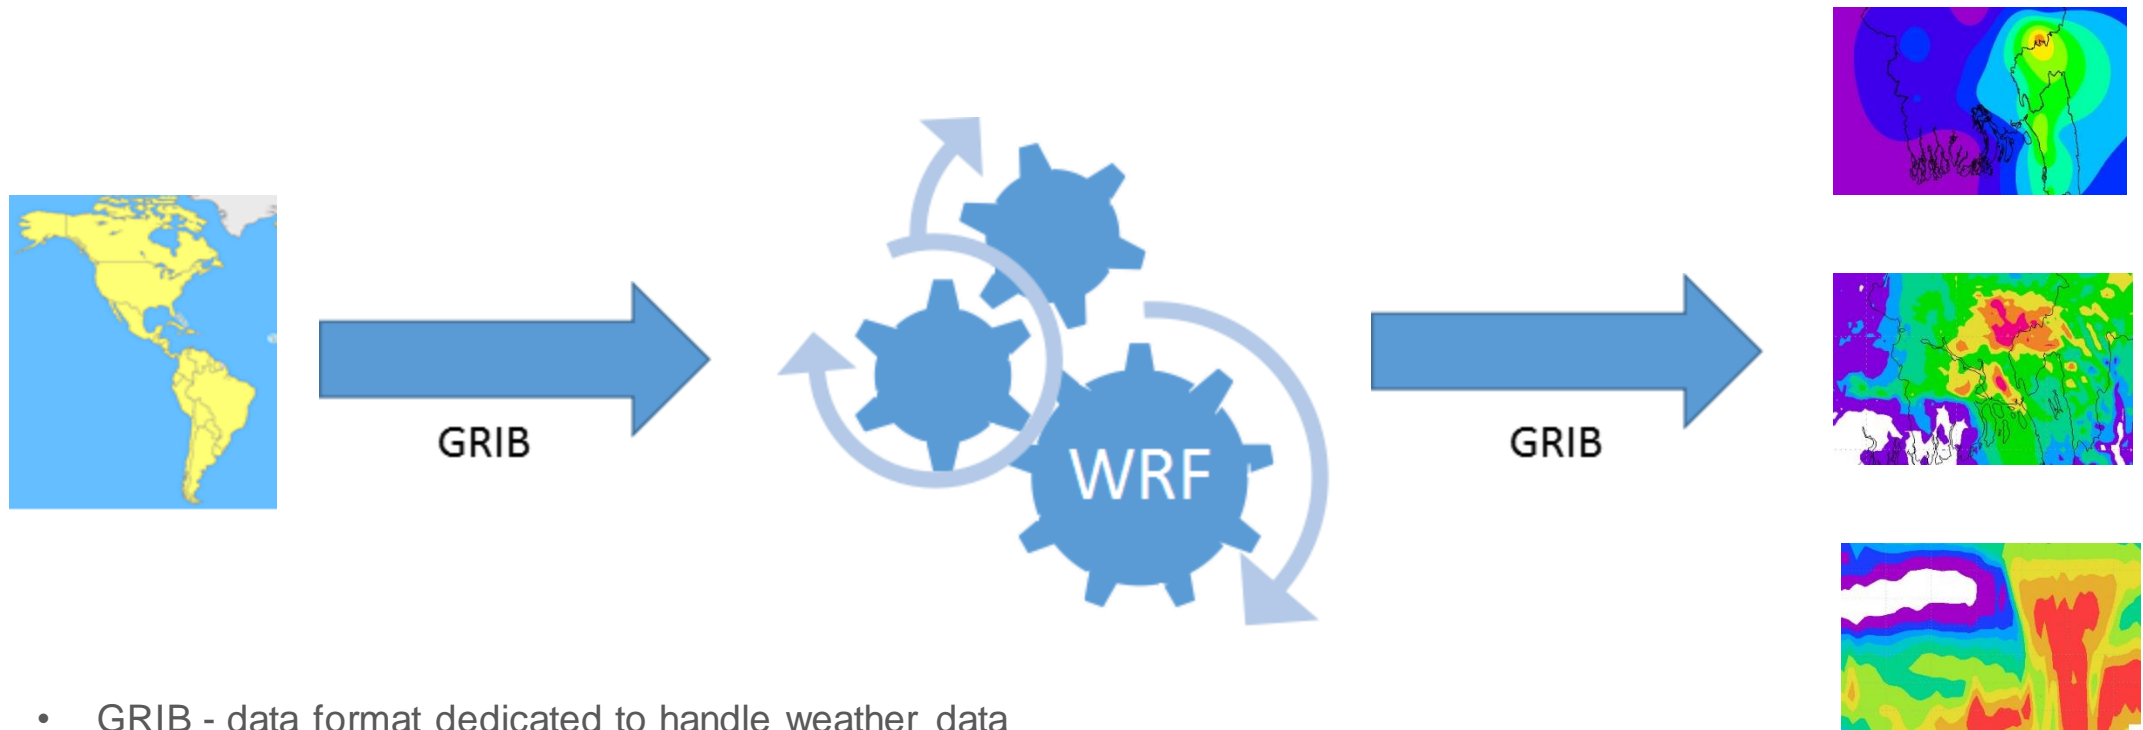 GRIB
WRF
GRIB
• GRIB - data format dedicated to handle weather data